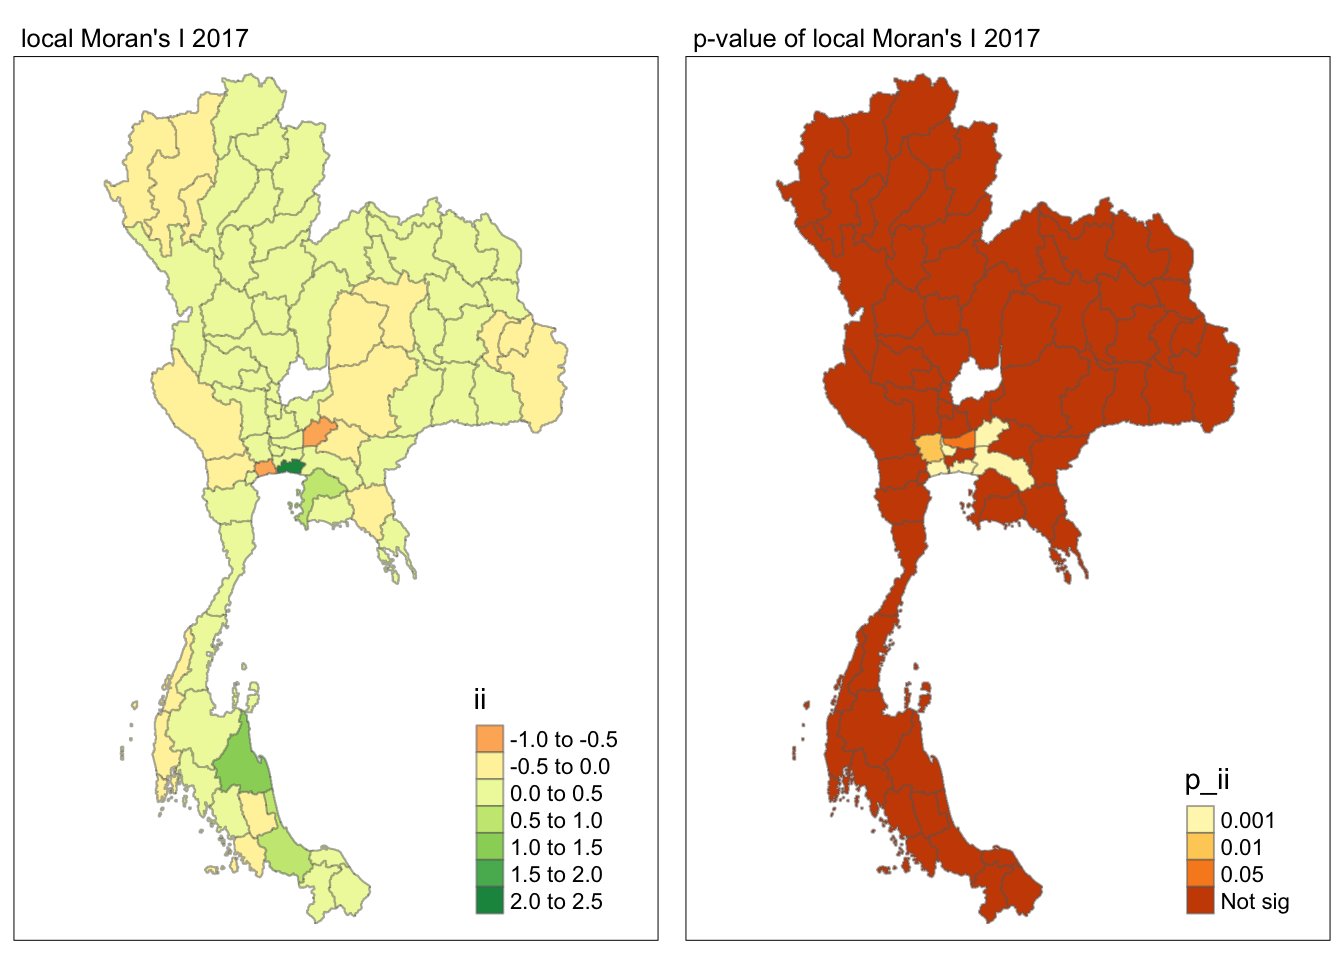 local Moran's I 2017
p-value of local Moran's I 2017
ii
-1.0 to -0.5
-0.5 to 0.0
0.0 to 0.5
0.5 to 1.0
1.0 to 1.5
1.5 to 2.0
2.0 to 2.5
p_ii
0.001
0.01
0.05
Not sig